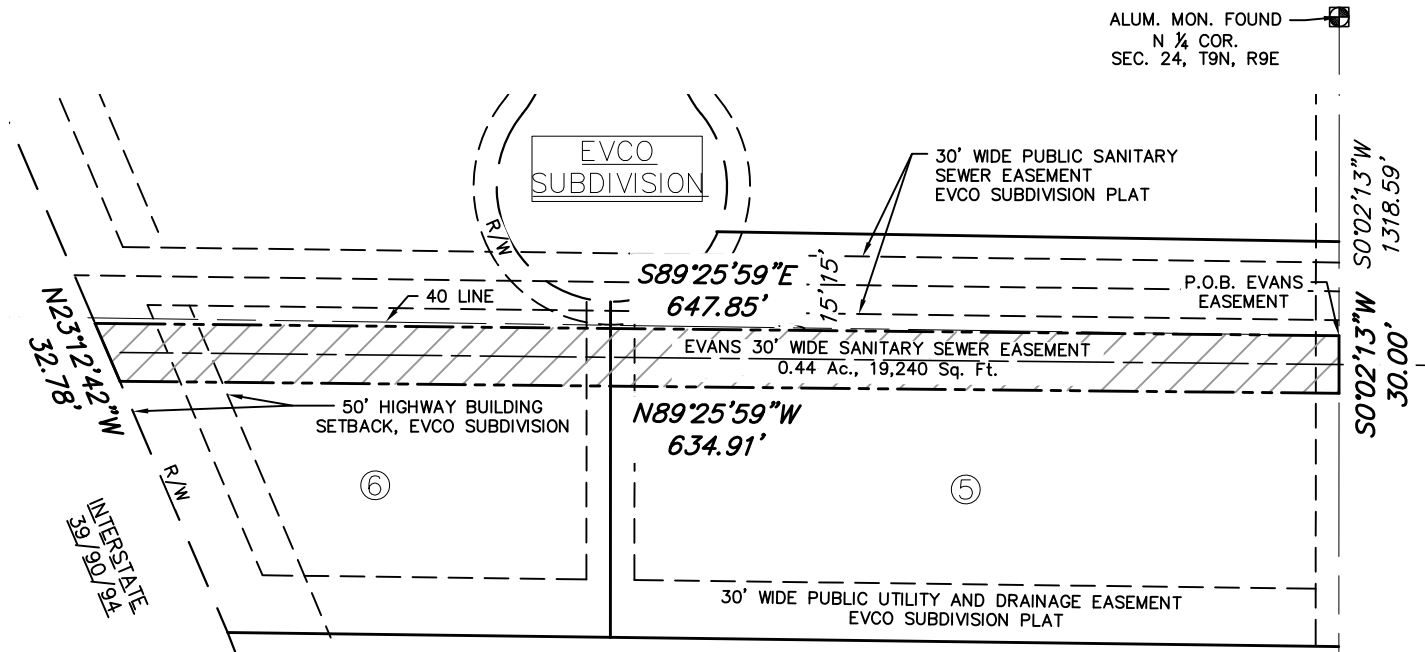 ALUM. MON. FOUND
N ¼ COR.
SEC. 24, T9N, R9E
EVCO
SUBDIVISION
30' WIDE PUBLIC SANITARY
SEWER EASEMENT
EVCO SUBDIVISION PLAT
S0°02'13"W
1318.59'
R/W
S89°25'59"E
647.85'
15'
15'
P.O.B. EVANS
EASEMENT
40 LINE
N23°12'42"W
32.78'
EVANS 30' WIDE SANITARY SEWER EASEMENT
0.44 Ac., 19,240 Sq. Ft.
S0°02'13"W
30.00'
50' HIGHWAY BUILDING
SETBACK, EVCO SUBDIVISION
N89°25'59"W
634.91'
R/W
6
5
INTERSTATE
39/90/94
30' WIDE PUBLIC UTILITY AND DRAINAGE EASEMENT
EVCO SUBDIVISION PLAT